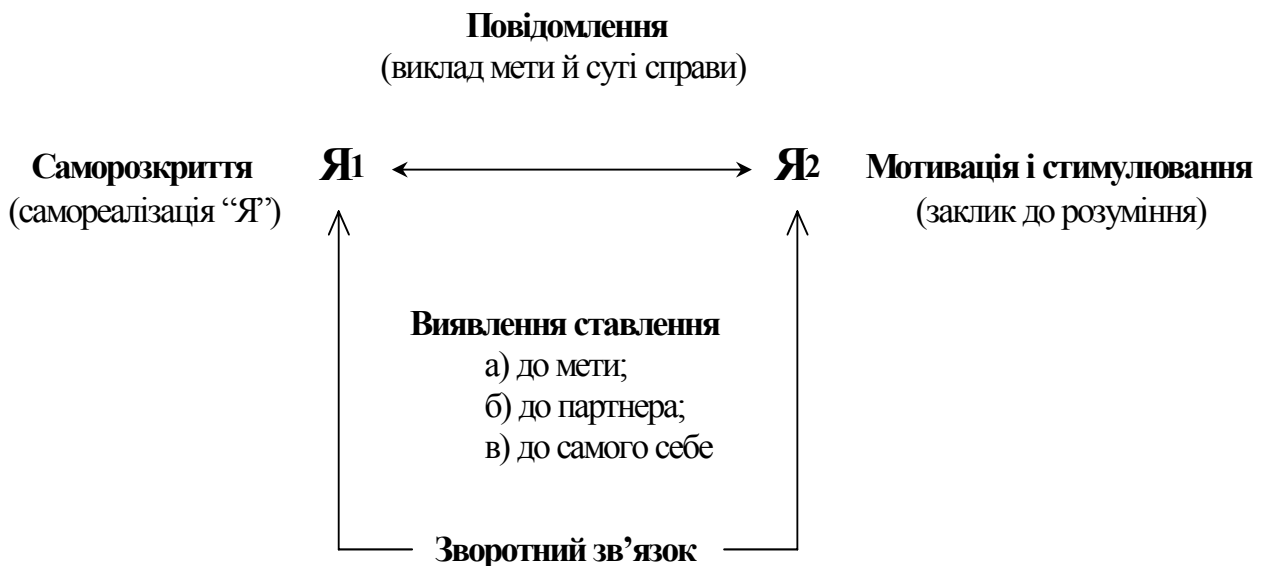 Повідомлення
(виклад мети й суті справи)
Саморозкриття Я1 Я2 Мотивація і стимулювання
(самореалізація “Я”) (заклик до розуміння)
Виявлення ставлення
а) до мети;
б) до партнера;
в) до самого себе
Зворотний зв’язок